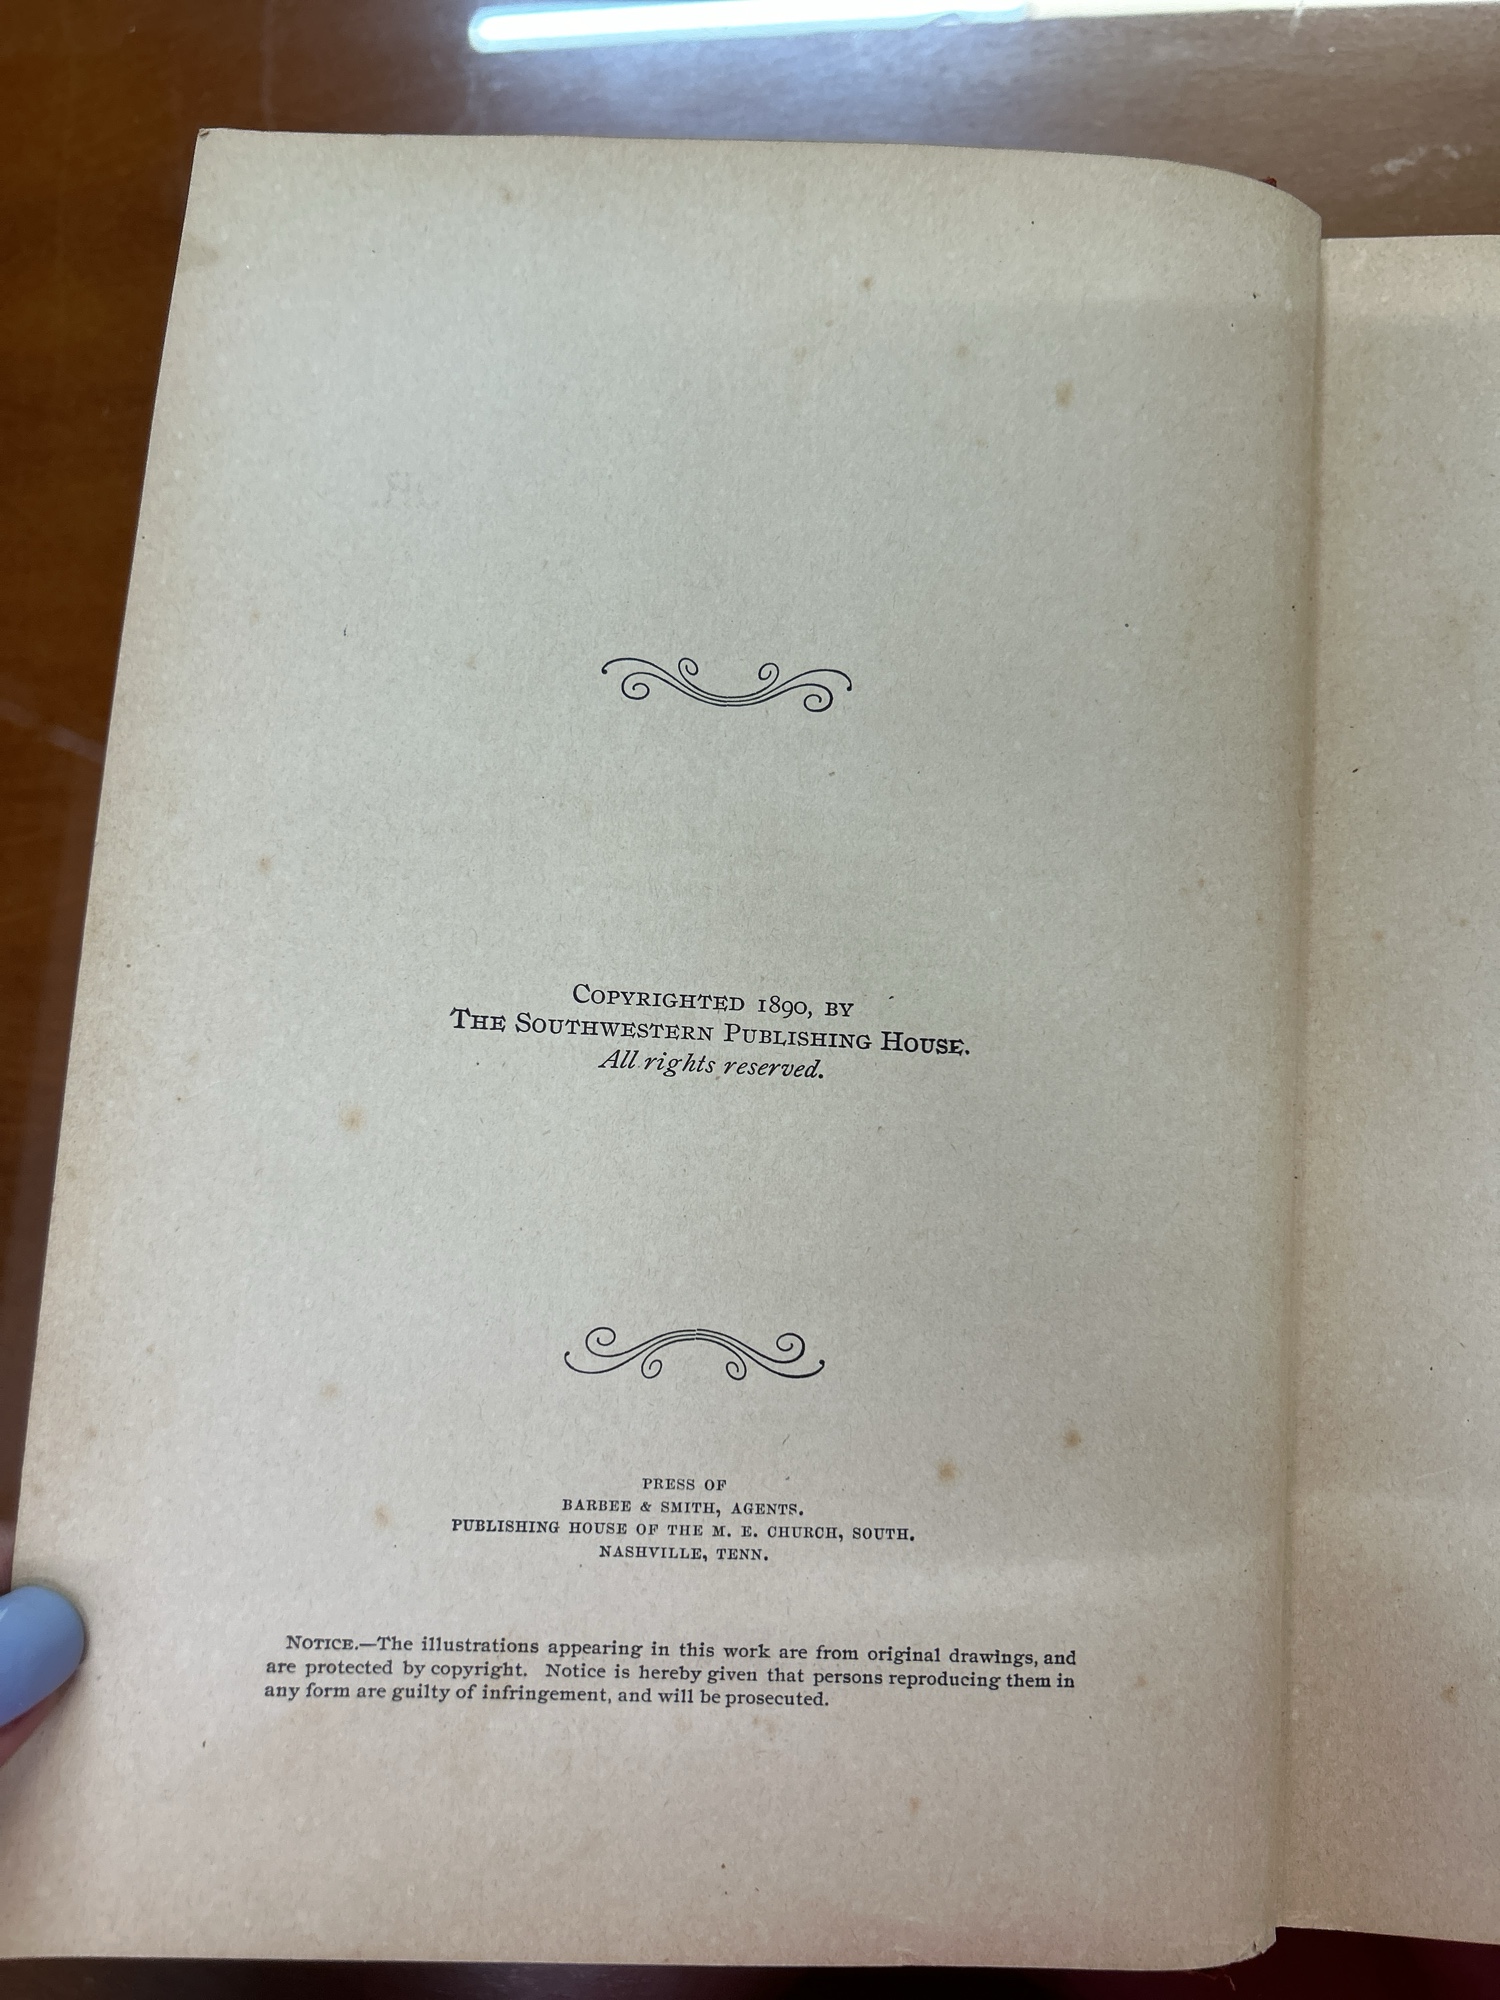 COPYRIGHTED 1890, BY
THE SOUTHWESTERN PUBLISHING HOUSE.
All rights reserved.
PRESS OF
BARBEE & SMITH, AGENTS.
PUBLISHING HOUSE OF THE M. E. CHURCH, SOUTH.
NASHVILLE, TENN.
NOTICE.—The illustrations appearing in this work are from original drawings, and
are protected by copyright. Notice is hereby given that persons reproducing them in
any form are guilty of infringement, and will be prosecuted.